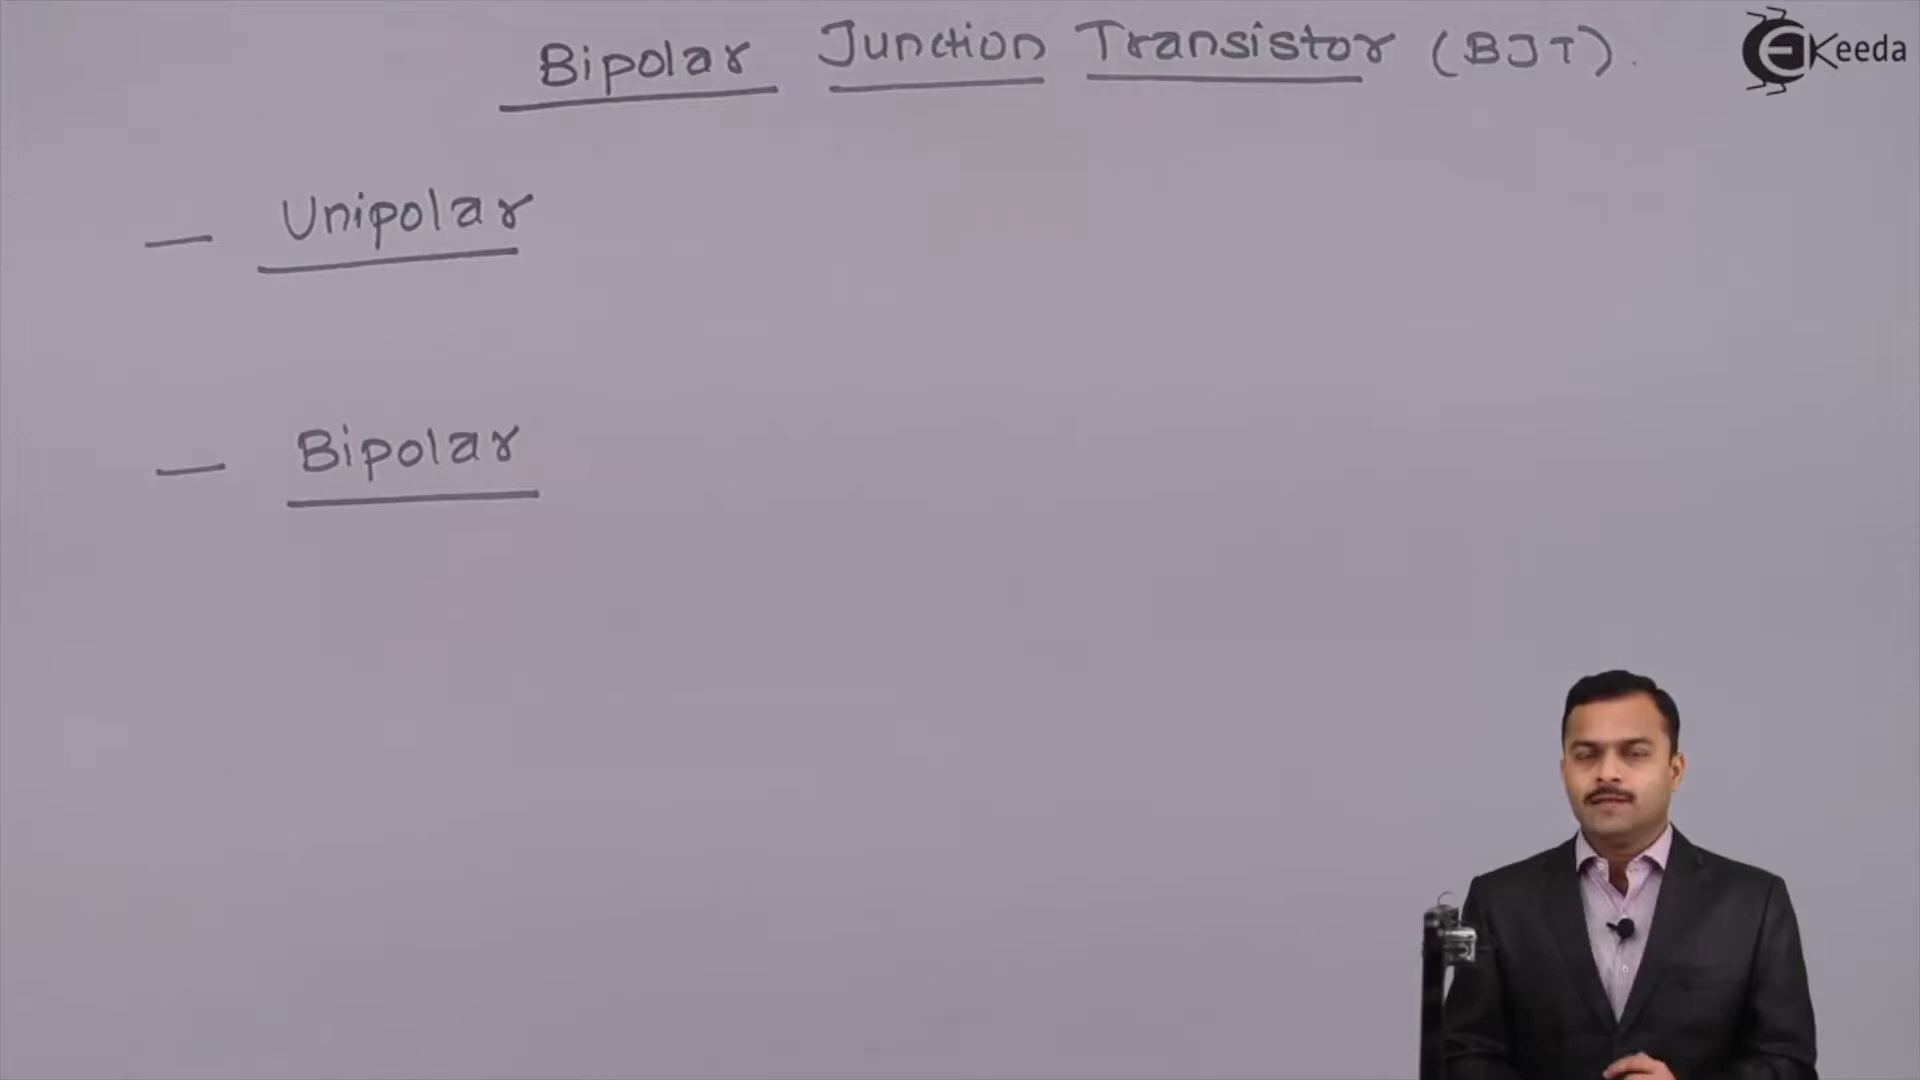 Bipolar Junction Transistor (BJT).
EKeeda
— Unipolar
— Bipolar